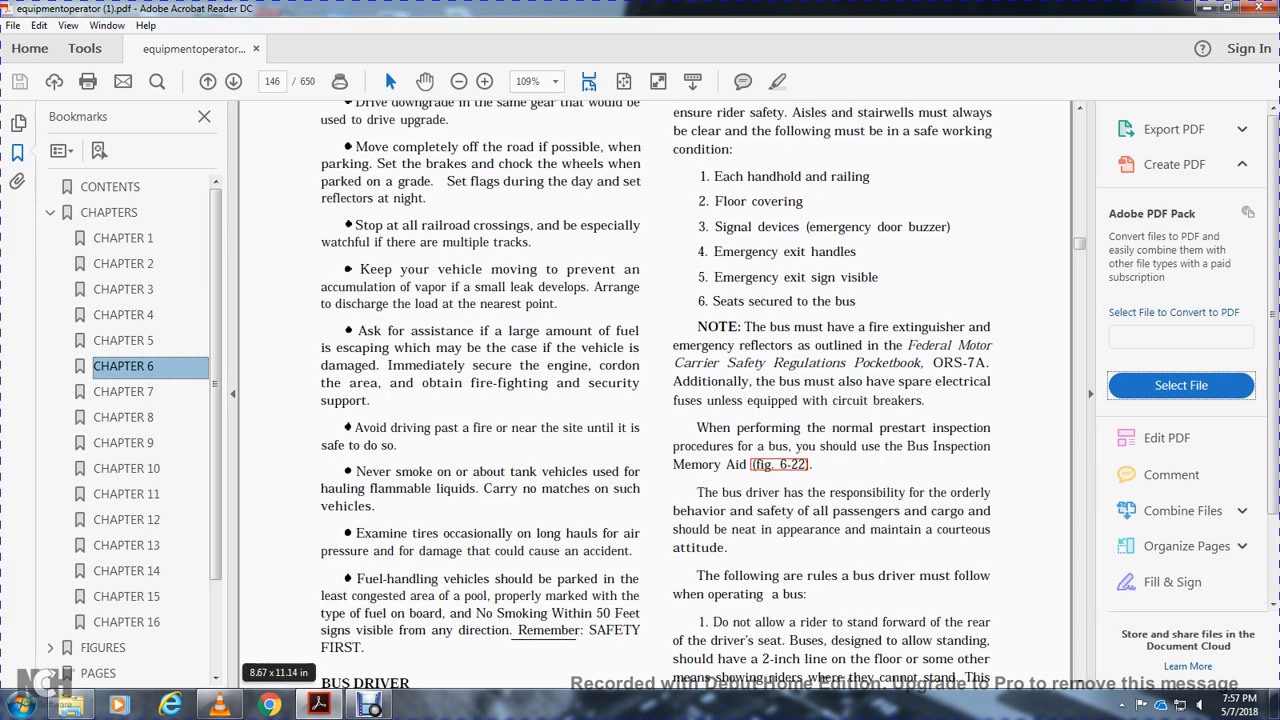 equipmentoperator (1).pdf - Adobe Acrobat Reader DC
File Edit View Window Help
Home Tools equipmentoperator... Sign In
146 / 650 109%
Bookmarks
CONTENTS
CHAPTERS
CHAPTER 1
CHAPTER 2
CHAPTER 3
CHAPTER 4
CHAPTER 5
CHAPTER 6
CHAPTER 7
CHAPTER 8
CHAPTER 9
CHAPTER 10
CHAPTER 11
CHAPTER 12
CHAPTER 13
CHAPTER 14
CHAPTER 15
CHAPTER 16
FIGURES
PAGES
Drive downgrade in the same gear that would be
used to drive upgrade.
Move completely off the road if possible, when
parking. Set the brakes and chock the wheels when
parked on a grade. Set flags during the day and set
reflectors at night.
Stop at all railroad crossings, and be especially
watchful if there are multiple tracks.
Keep your vehicle moving to prevent an
accumulation of vapor if a small leak develops. Arrange
to discharge the load at the nearest point.
Ask for assistance if a large amount of fuel
is escaping which may be the case if the vehicle is
damaged. Immediately secure the engine, cordon
the area, and obtain fire-fighting and security
support.
Avoid driving past a fire or near the site until it is
safe to do so.
Never smoke on or about tank vehicles used for
hauling flammable liquids. Carry no matches on such
vehicles.
Examine tires occasionally on long hauls for air
pressure and for damage that could cause an accident.
Fuel-handling vehicles should be parked in the
least congested area of a pool, properly marked with the
type of fuel on board, and No Smoking Within 50 Feet
signs visible from any direction. Remember: SAFETY
FIRST.
BUS DRIVER
8.67 x 11.14 in
ensure rider safety. Aisles and stairwells must always
be clear and the following must be in a safe working
condition:
1. Each handhold and railing
2. Floor covering
3. Signal devices (emergency door buzzer)
4. Emergency exit handles
5. Emergency exit sign visible
6. Seats secured to the bus
NOTE: The bus must have a fire extinguisher and
emergency reflectors as outlined in the Federal Motor
Carrier Safety Regulations Pocketbook, ORS-7A.
Additionally, the bus must also have spare electrical
fuses unless equipped with circuit breakers.
When performing the normal prestart inspection
procedures for a bus, you should use the Bus Inspection
Memory Aid (fig. 6-22).
The bus driver has the responsibility for the orderly
behavior and safety of all passengers and cargo and
should be neat in appearance and maintain a courteous
attitude.
The following are rules a bus driver must follow
when operating a bus:
1. Do not allow a rider to stand forward of the rear
of the driver's seat. Buses, designed to allow standing,
should have a 2-inch line on the floor or some other
means showing riders where they cannot stand. This
Export PDF
Create PDF
Adobe PDF Pack
Convert files to PDF and
easily combine them with
other file types with a paid
subscription
Select File to Convert to PDF
Select File
Edit PDF
Comment
Combine Files
Organize Pages
Fill & Sign
Store and share files in the
Document Cloud
Learn More
Recorded with Debut Home Edition. Upgrade to Pro to remove this message
NCH
Software
7:57 PM
5/7/2018